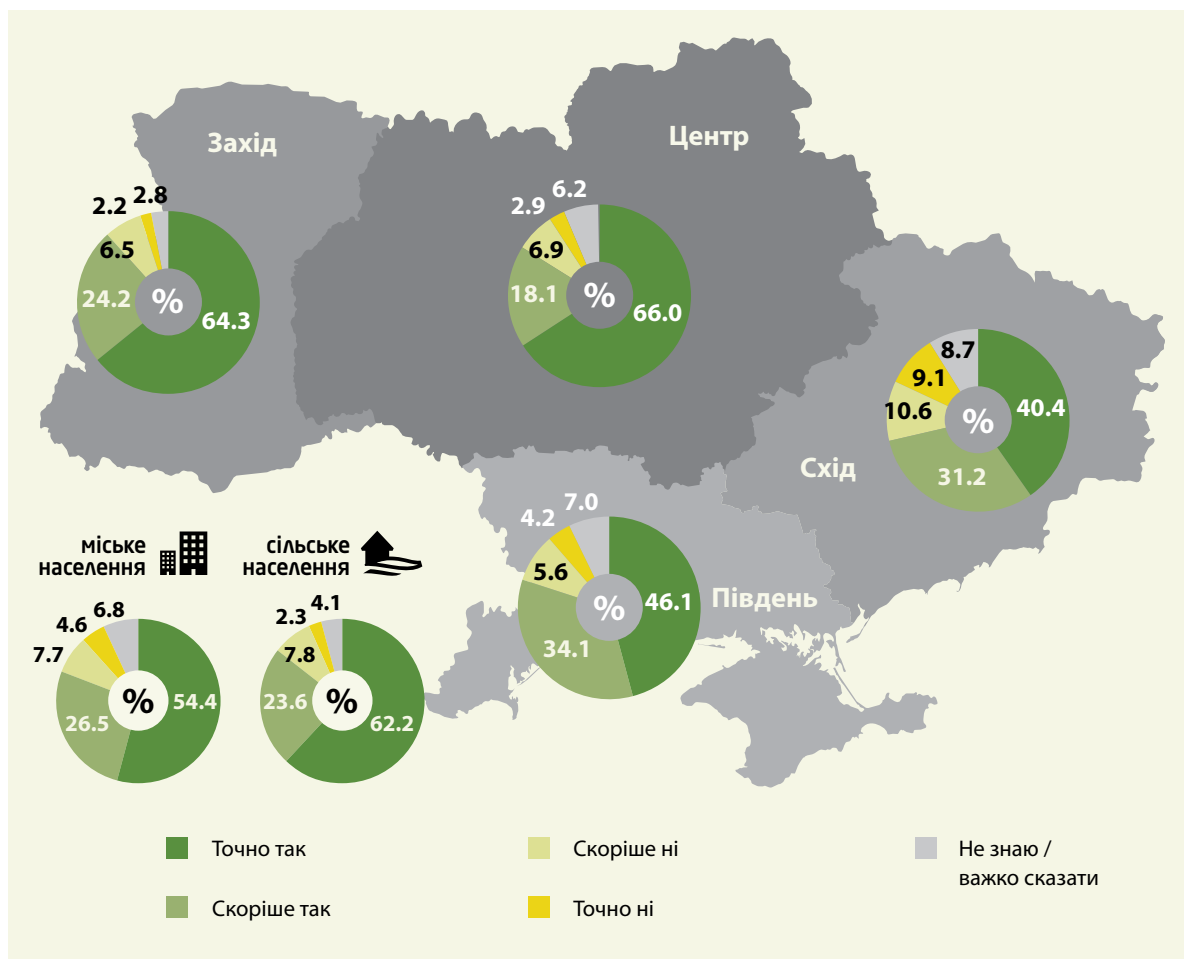 Захід
2.2
2.8
6.5
24.2
%
64.3
Центр
2.9
6.2
6.9
18.1
%
66.0
Схід
8.7
9.1
10.6
%
40.4
31.2
Південь
4.2
7.0
5.6
%
46.1
34.1
міське
населення
4.6
6.8
7.7
%
54.4
26.5
сільське
населення
2.3
4.1
7.8
23.6
%
62.2
Точно так
Скоріше так
Скоріше ні
Точно ні
Не знаю /
важко сказати